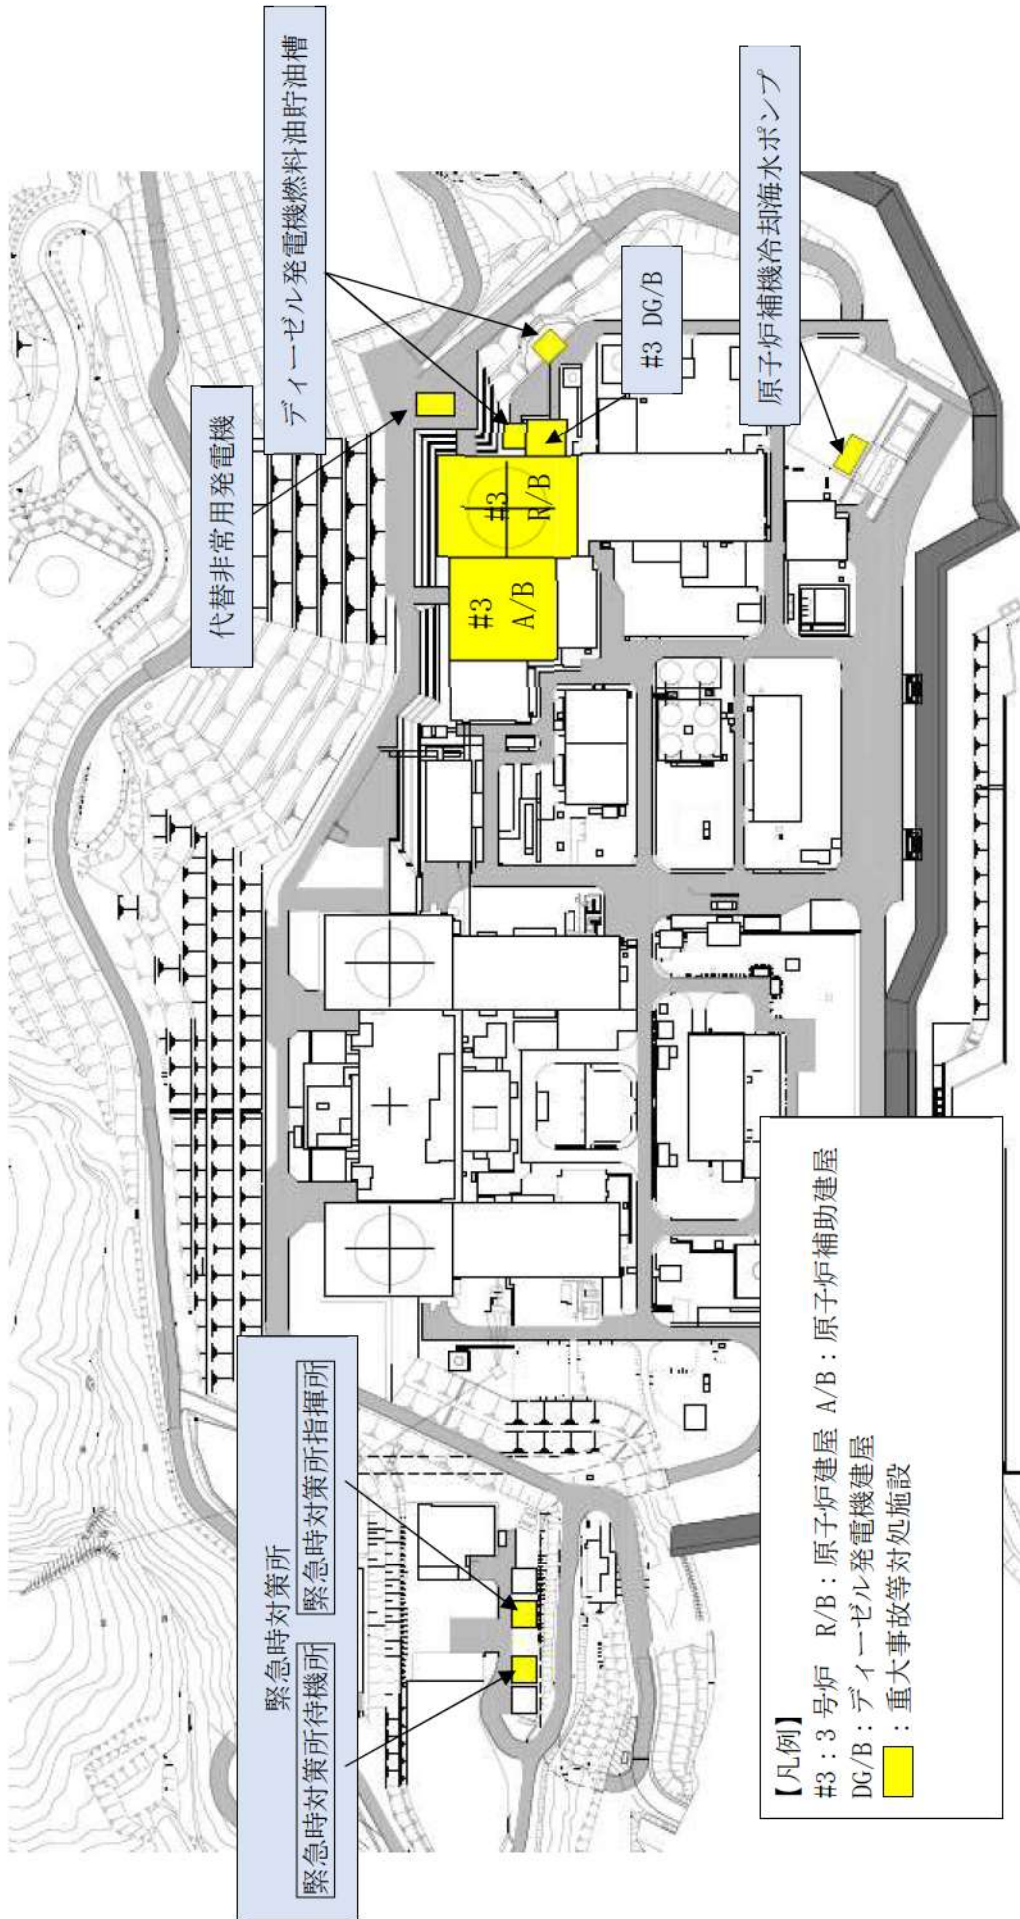 緊急時対策所
緊急時対策所待機所
緊急時対策所指揮所
代替非常用発電機
ディーゼル発電機燃料油貯油槽
#3
A/B
#3
R/B
#3 DG/B
原子炉補機冷却海水ポンプ
【凡例】
#3：3 号炉　R/B：原子炉建屋 A/B：原子炉補助建屋
DG/B：ディーゼル発電機建屋
：重大事故等対処施設